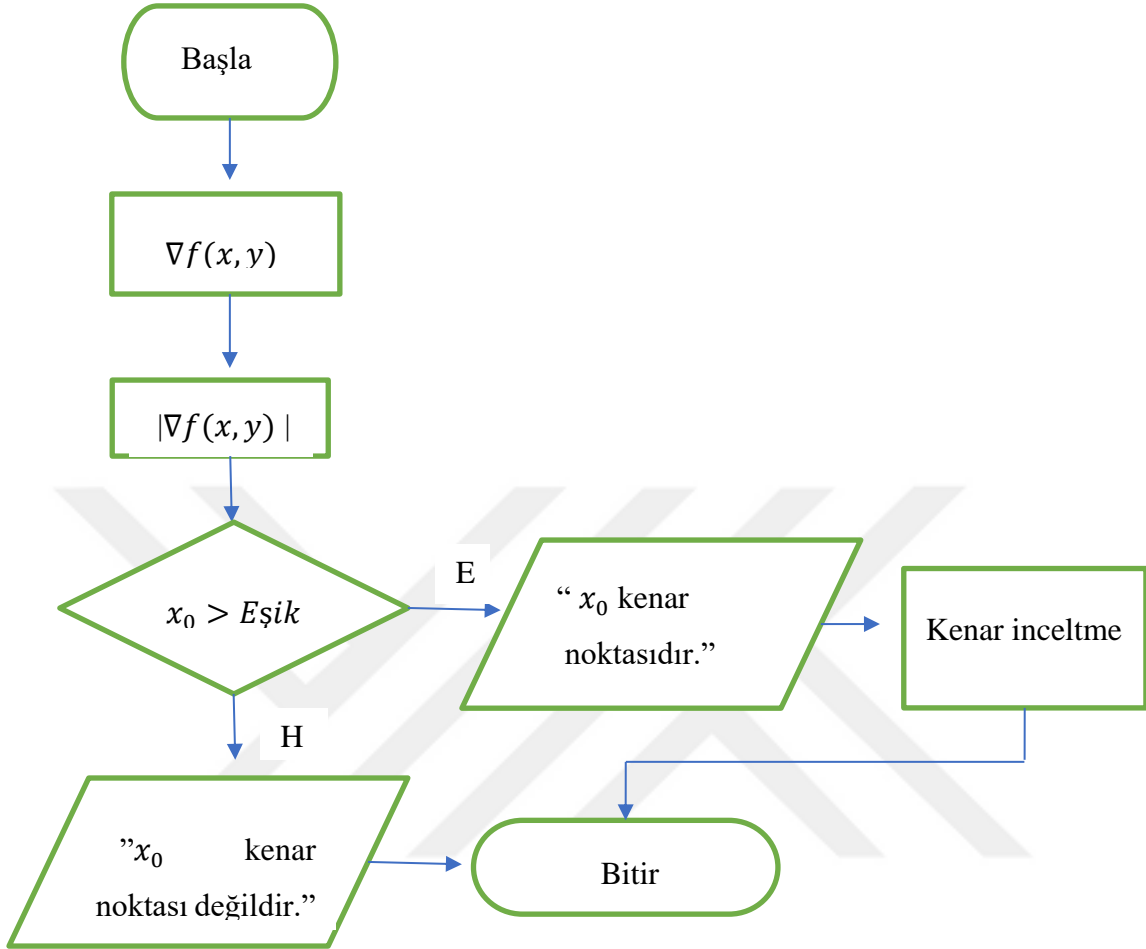 Başla
∇f(x, y)
|∇f(x, y) |
x₀ > Eşik
E
“ x₀ kenar
noktasıdır.”
Kenar inceltme
H
”x₀ kenar
noktası değildir.”
Bitir